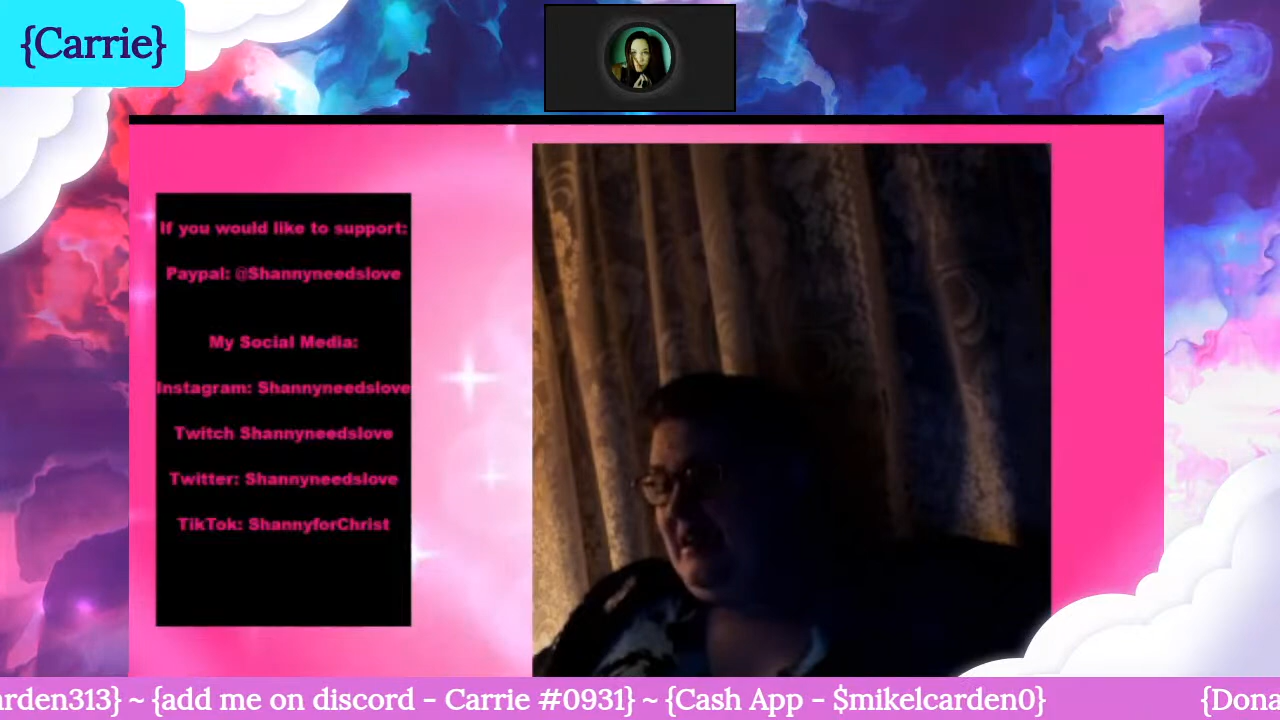 {Carrie}
If you would like to support:
Paypal: @Shannyneedslove
My Social Media:
Instagram: Shannyneedslove
Twitch Shannyneedslove
Twitter: Shannyneedslove
TikTok: ShannyforChrist
arden313} ~ {add me on discord - Carrie #0931} ~ {Cash App - $mikelcarden0} {Dona